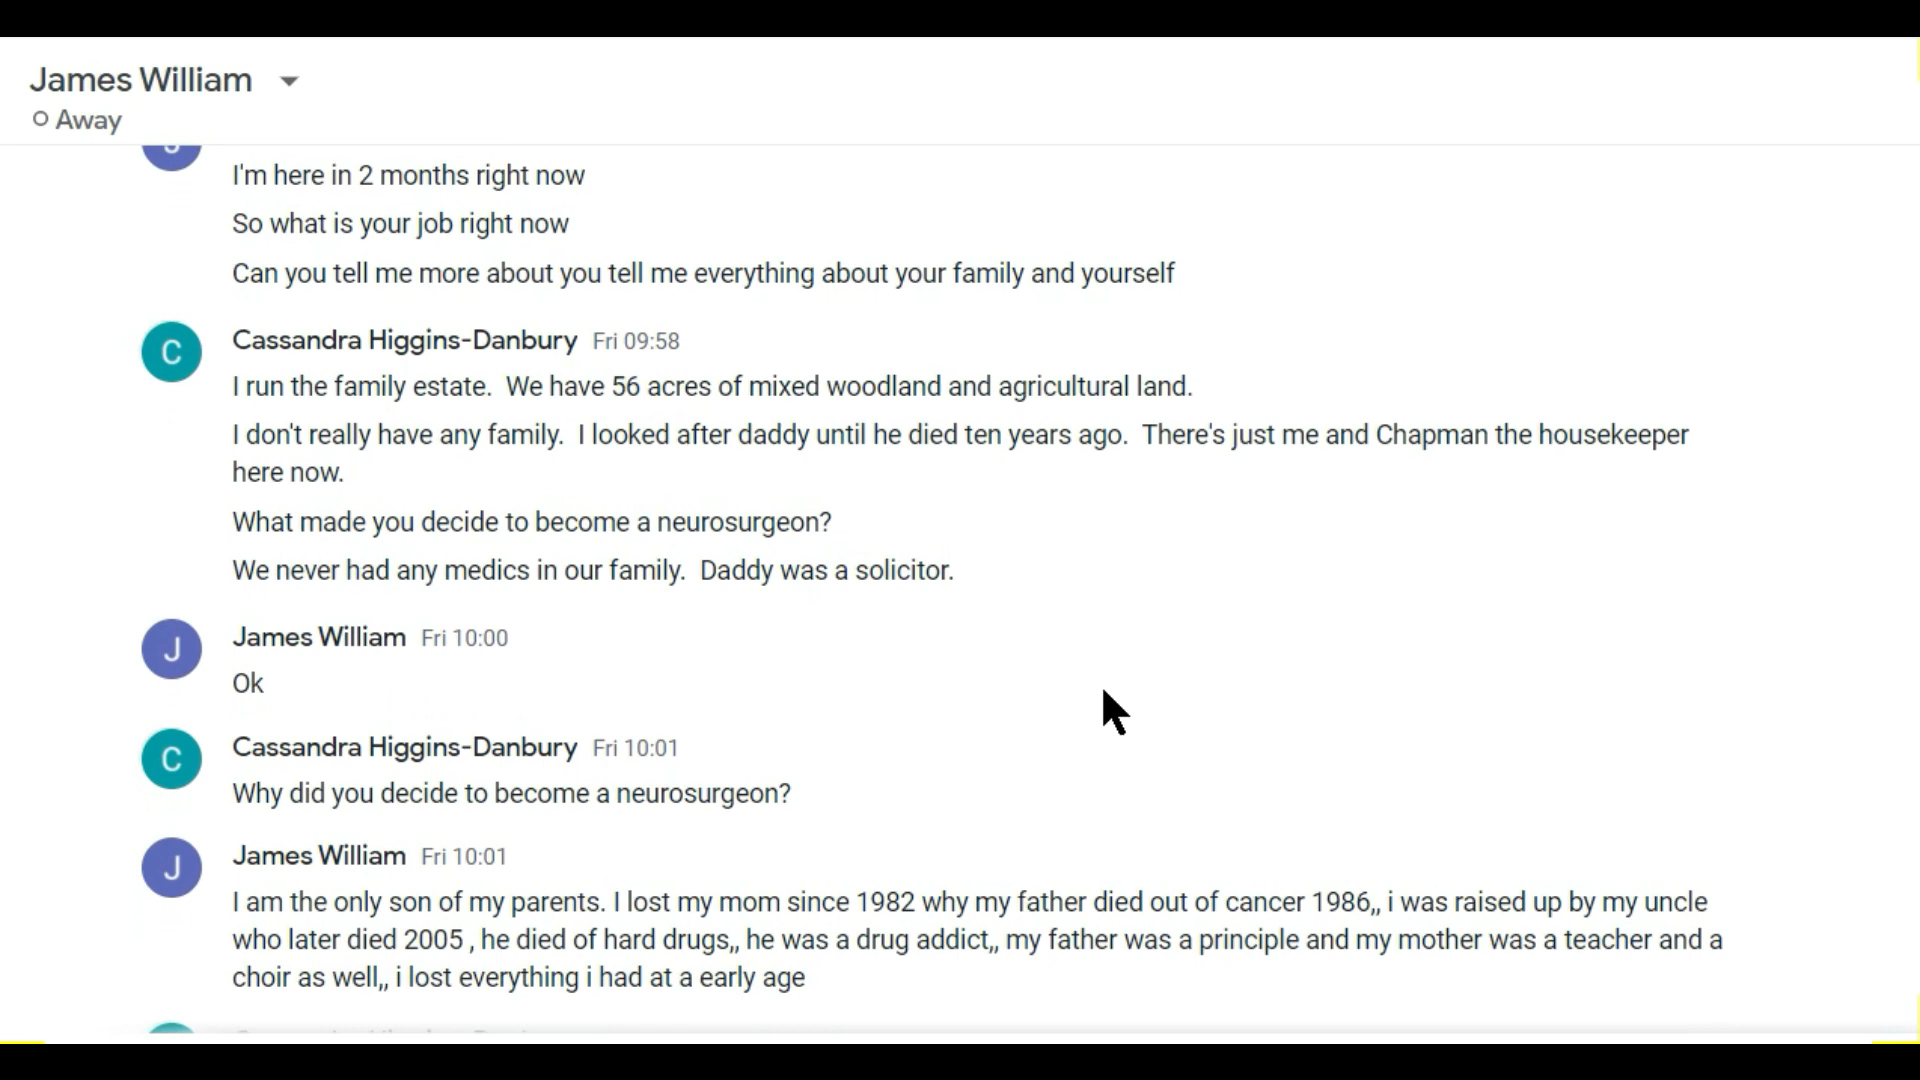 James William
Away
I'm here in 2 months right now
So what is your job right now
Can you tell me more about you tell me everything about your family and yourself
C
Cassandra Higgins-Danbury Fri 09:58
I run the family estate.  We have 56 acres of mixed woodland and agricultural land.
I don't really have any family.  I looked after daddy until he died ten years ago.  There's just me and Chapman the housekeeper
here now.
What made you decide to become a neurosurgeon?
We never had any medics in our family.  Daddy was a solicitor.
J
James William Fri 10:00
Ok
C
Cassandra Higgins-Danbury Fri 10:01
Why did you decide to become a neurosurgeon?
J
James William Fri 10:01
I am the only son of my parents. I lost my mom since 1982 why my father died out of cancer 1986,, i was raised up by my uncle
who later died 2005 , he died of hard drugs,, he was a drug addict,, my father was a principle and my mother was a teacher and a
choir as well,, i lost everything i had at a early age